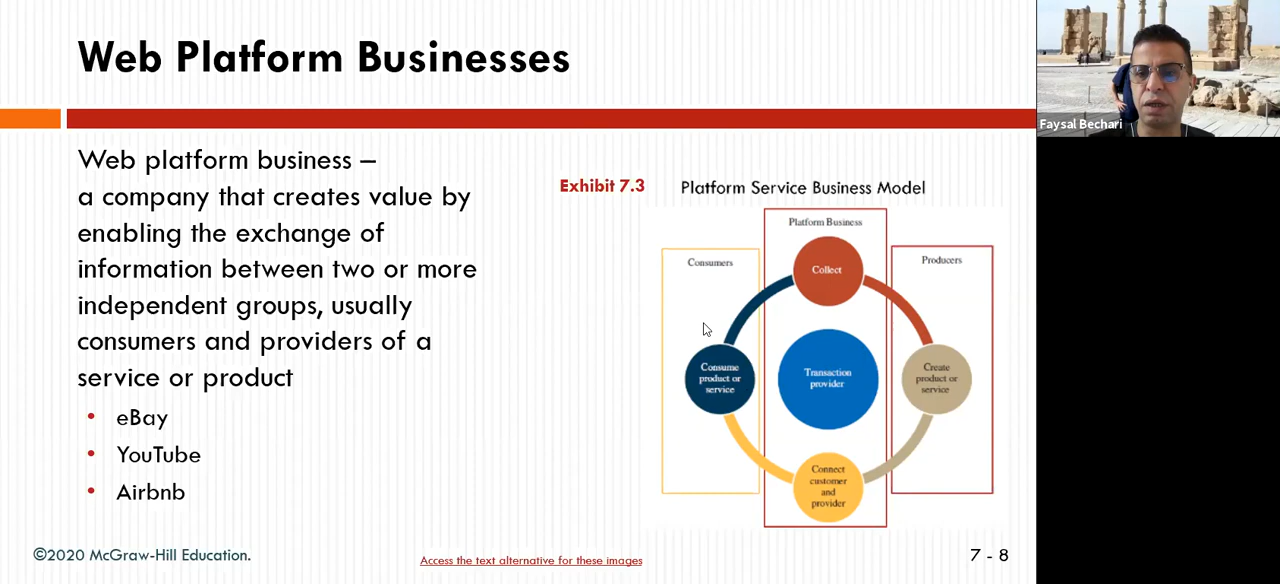 Web Platform Businesses
Faysal Bechari
Web platform business –
a company that creates value by
enabling the exchange of
information between two or more
independent groups, usually
consumers and providers of a
service or product
• eBay
• YouTube
• Airbnb
Exhibit 7.3
Platform Service Business Model
Platform Business
Consumers
Collect
Producers
Consume
product or
service
Transaction
provider
Create
product or
service
Connect
customer
and
provider
©2020 McGraw-Hill Education.
Access the text alternative for these images
7 - 8